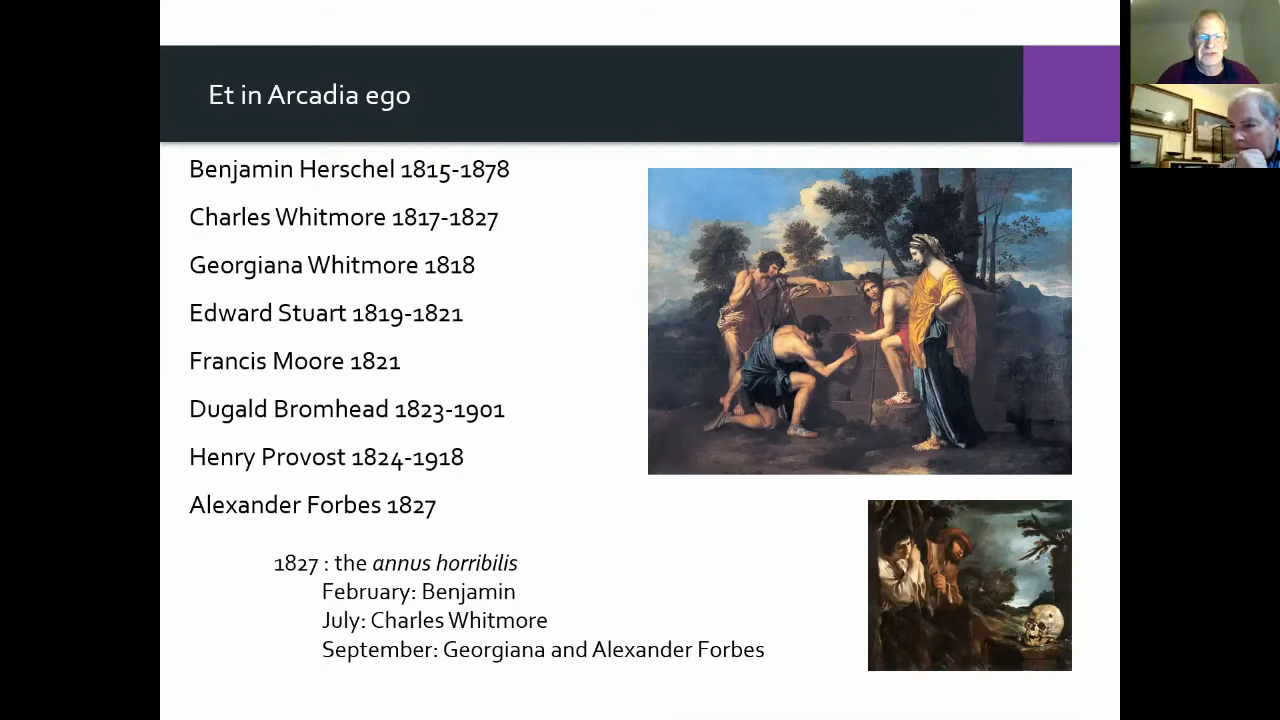 Et in Arcadia ego
Benjamin Herschel 1815-1878
Charles Whitmore 1817-1827
Georgiana Whitmore 1818
Edward Stuart 1819-1821
Francis Moore 1821
Dugald Bromhead 1823-1901
Henry Provost 1824-1918
Alexander Forbes 1827
1827 : the annus horribilis
February: Benjamin
July: Charles Whitmore
September: Georgiana and Alexander Forbes